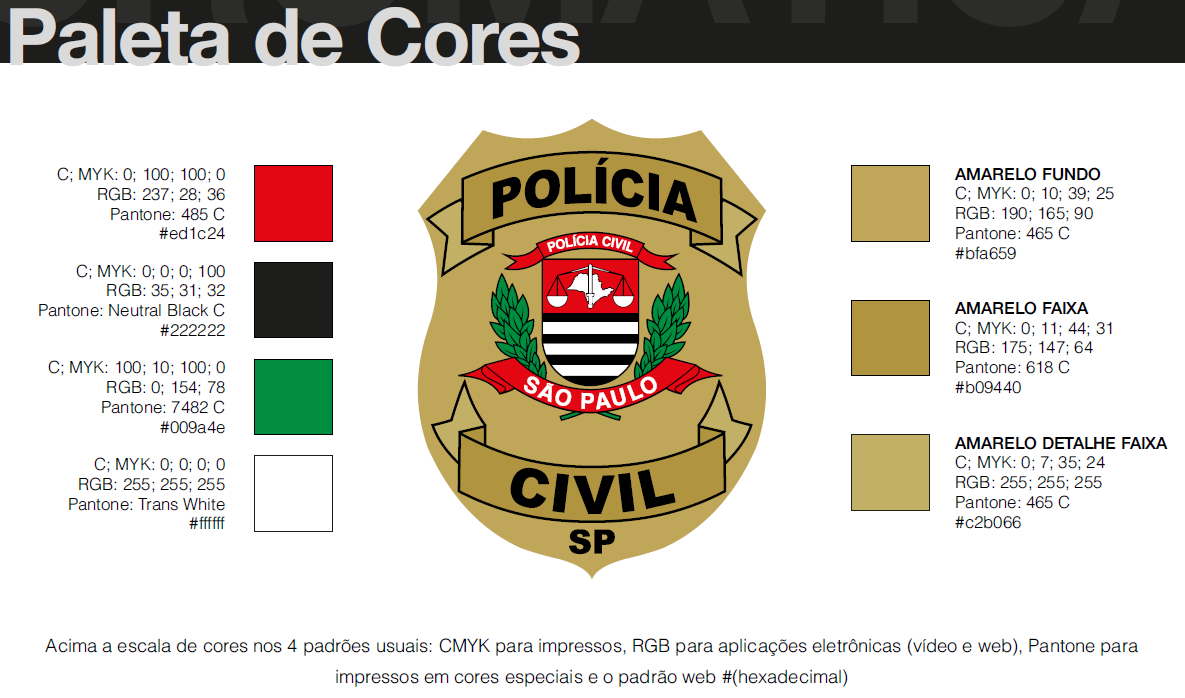 CROMÁTICA
Paleta de Cores
C; MYK: 0; 100; 100; 0
RGB: 237; 28; 36
Pantone: 485 C
#ed1c24
C; MYK: 0; 0; 0; 100
RGB: 35; 31; 32
Pantone: Neutral Black C
#222222
C; MYK: 100; 10; 100; 0
RGB: 0; 154; 78
Pantone: 7482 C
#009a4e
C; MYK: 0; 0; 0; 0
RGB: 255; 255; 255
Pantone: Trans White
#ffffff
POLÍCIA
POLÍCIA CIVIL
SÃO PAULO
CIVIL
SP
AMARELO FUNDO
C; MYK: 0; 10; 39; 25
RGB: 190; 165; 90
Pantone: 465 C
#bfa659
AMARELO FAIXA
C; MYK: 0; 11; 44; 31
RGB: 175; 147; 64
Pantone: 618 C
#b09440
AMARELO DETALHE FAIXA
C; MYK: 0; 7; 35; 24
RGB: 255; 255; 255
Pantone: 465 C
#c2b066
Acima a escala de cores nos 4 padrões usuais: CMYK para impressos, RGB para aplicações eletrônicas (vídeo e web), Pantone para
impressos em cores especiais e o padrão web #(hexadecimal)